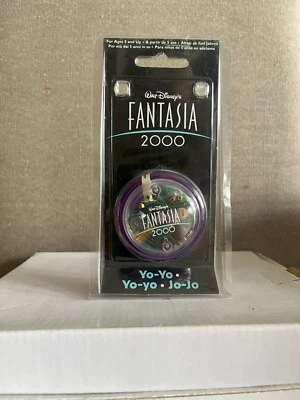 For Ages 5 and Up • A partir de 5 ans • Alter: ab fünf Jahren
Per età dai 5 anni in su • Para niños de 5 años en adelante
Walt Disney's
FANTASIA
2000
Walt Disney's
FANTASIA
2000
Yo-Yo •
Yo-yo • Jo-Jo